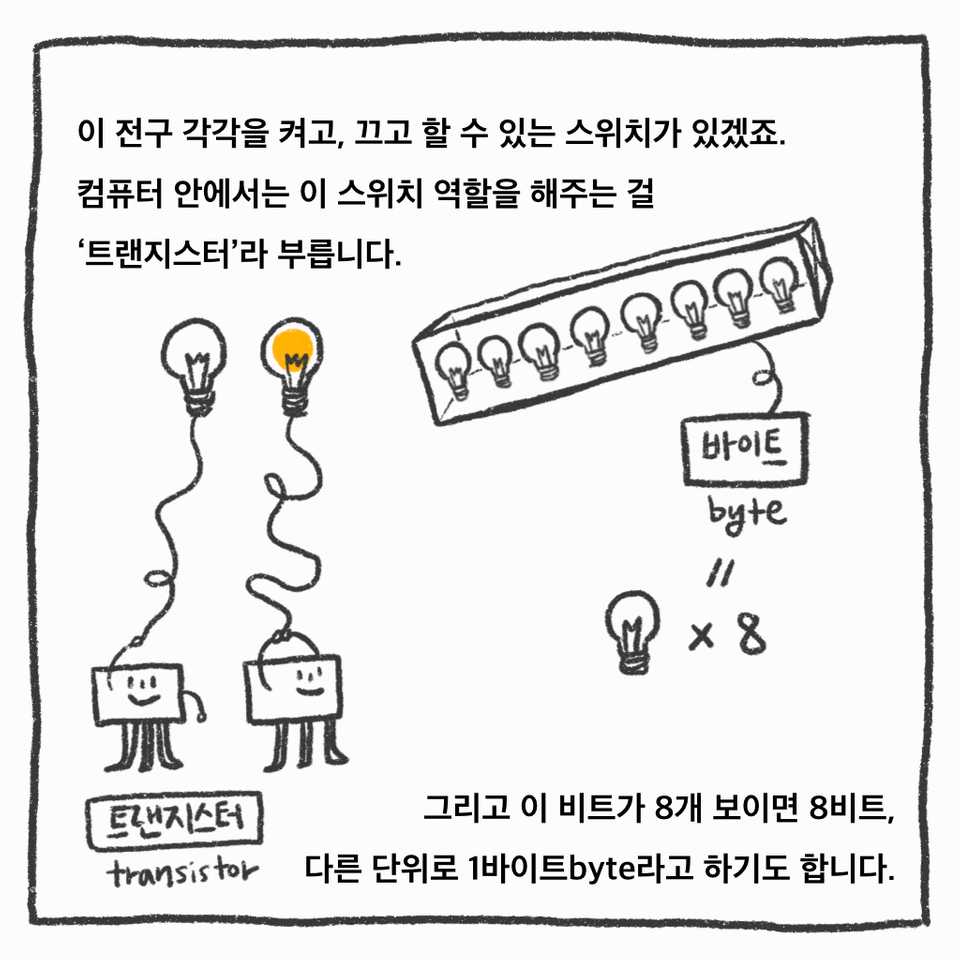 이 전구 각각을 켜고, 끄고 할 수 있는 스위치가 있겠죠.
컴퓨터 안에서는 이 스위치 역할을 해주는 걸
‘트랜지스터’라 부릅니다.
바이트
byte
=
x 8
트랜지스터
transistor
그리고 이 비트가 8개 보이면 8비트,
다른 단위로 1바이트byte라고 하기도 합니다.